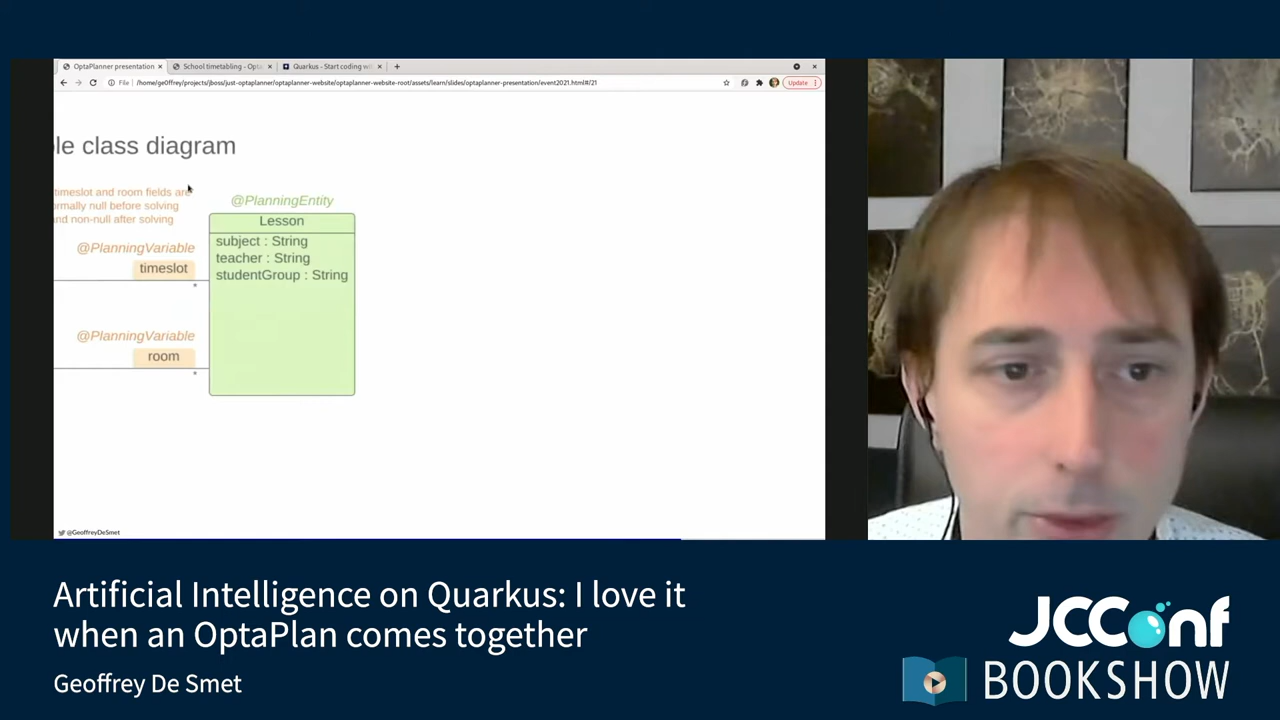 OptaPlanner presentation
School timetabling - Opta
Quarkus - Start coding wit
File
/home/ge0ffrey/projects/jboss/just-optaplanner/optaplanner-website/optaplanner-website-root/assets/learn/slides/optaplanner-presentation/event2021.html#/21
Update
le class diagram
timeslot and room fields are
rmally null before solving
nd non-null after solving
@PlanningEntity
Lesson
subject : String
teacher : String
studentGroup : String
@PlanningVariable
timeslot
*
@PlanningVariable
room
*
@GeoffreyDeSmet
Artificial Intelligence on Quarkus: I love it
when an OptaPlan comes together
Geoffrey De Smet
JCConf
BOOKSHOW